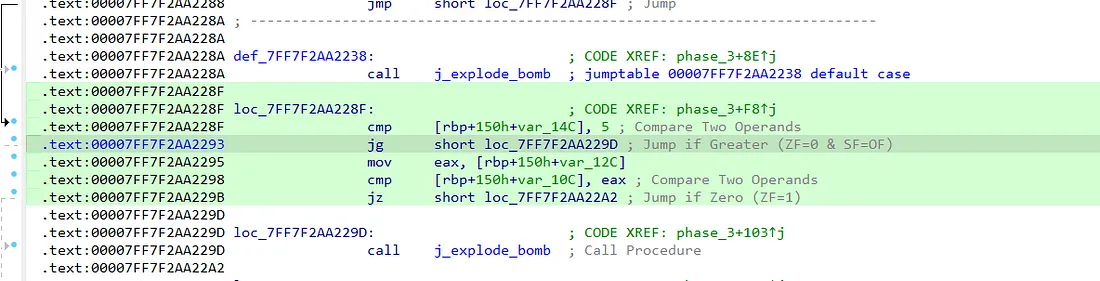 .text:00007FF7F2AA2288 jmp short loc_7FF7F2AA228F ; Jump
.text:00007FF7F2AA228A ; ---------------------------------------------------------------------------
.text:00007FF7F2AA228A
.text:00007FF7F2AA228A def_7FF7F2AA2238: ; CODE XREF: phase_3+8E↑j
.text:00007FF7F2AA228A call j_explode_bomb ; jumptable 00007FF7F2AA2238 default case
.text:00007FF7F2AA228F
.text:00007FF7F2AA228F loc_7FF7F2AA228F: ; CODE XREF: phase_3+F8↑j
.text:00007FF7F2AA228F cmp [rbp+150h+var_14C], 5 ; Compare Two Operands
.text:00007FF7F2AA2293 jg short loc_7FF7F2AA229D ; Jump if Greater (ZF=0 & SF=OF)
.text:00007FF7F2AA2295 mov eax, [rbp+150h+var_12C]
.text:00007FF7F2AA2298 cmp [rbp+150h+var_10C], eax ; Compare Two Operands
.text:00007FF7F2AA229B jz short loc_7FF7F2AA22A2 ; Jump if Zero (ZF=1)
.text:00007FF7F2AA229D
.text:00007FF7F2AA229D loc_7FF7F2AA229D: ; CODE XREF: phase_3+103↑j
.text:00007FF7F2AA229D call j_explode_bomb ; Call Procedure
.text:00007FF7F2AA22A2